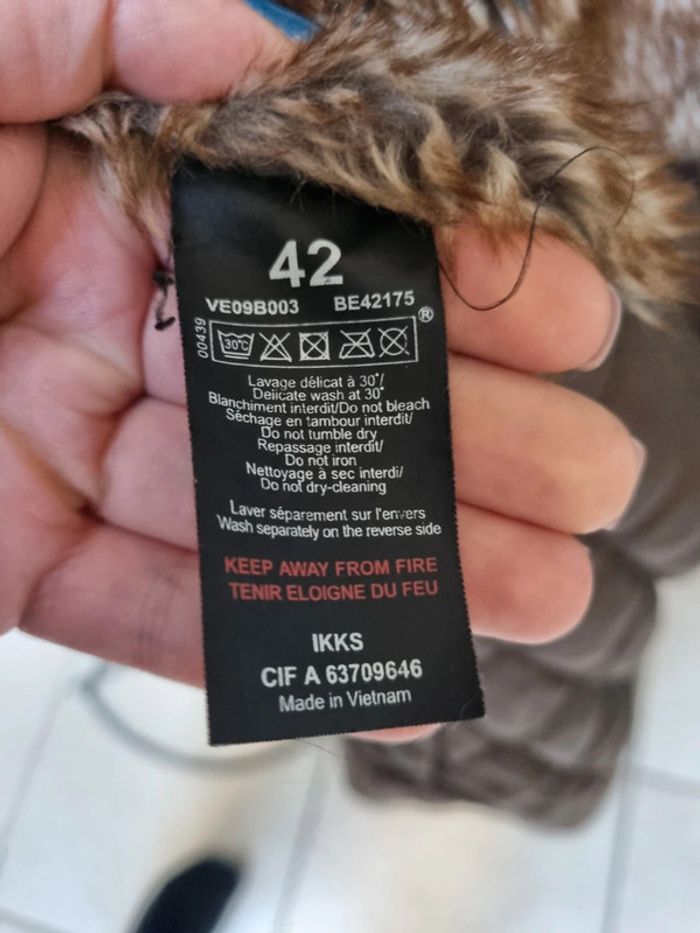 42
VE09B003 BE42175
00439
30°C
®
Lavage délicat à 30°/
Delicate wash at 30°
Blanchiment interdit/Do not bleach
Séchage en tambour interdit/
Do not tumble dry
Repassage interdit/
Do not iron
Nettoyage à sec interdi/
Do not dry-cleaning
Laver séparement sur l'envers
Wash separately on the reverse side
KEEP AWAY FROM FIRE
TENIR ELOIGNE DU FEU
IKKS
CIF A 63709646
Made in Vietnam